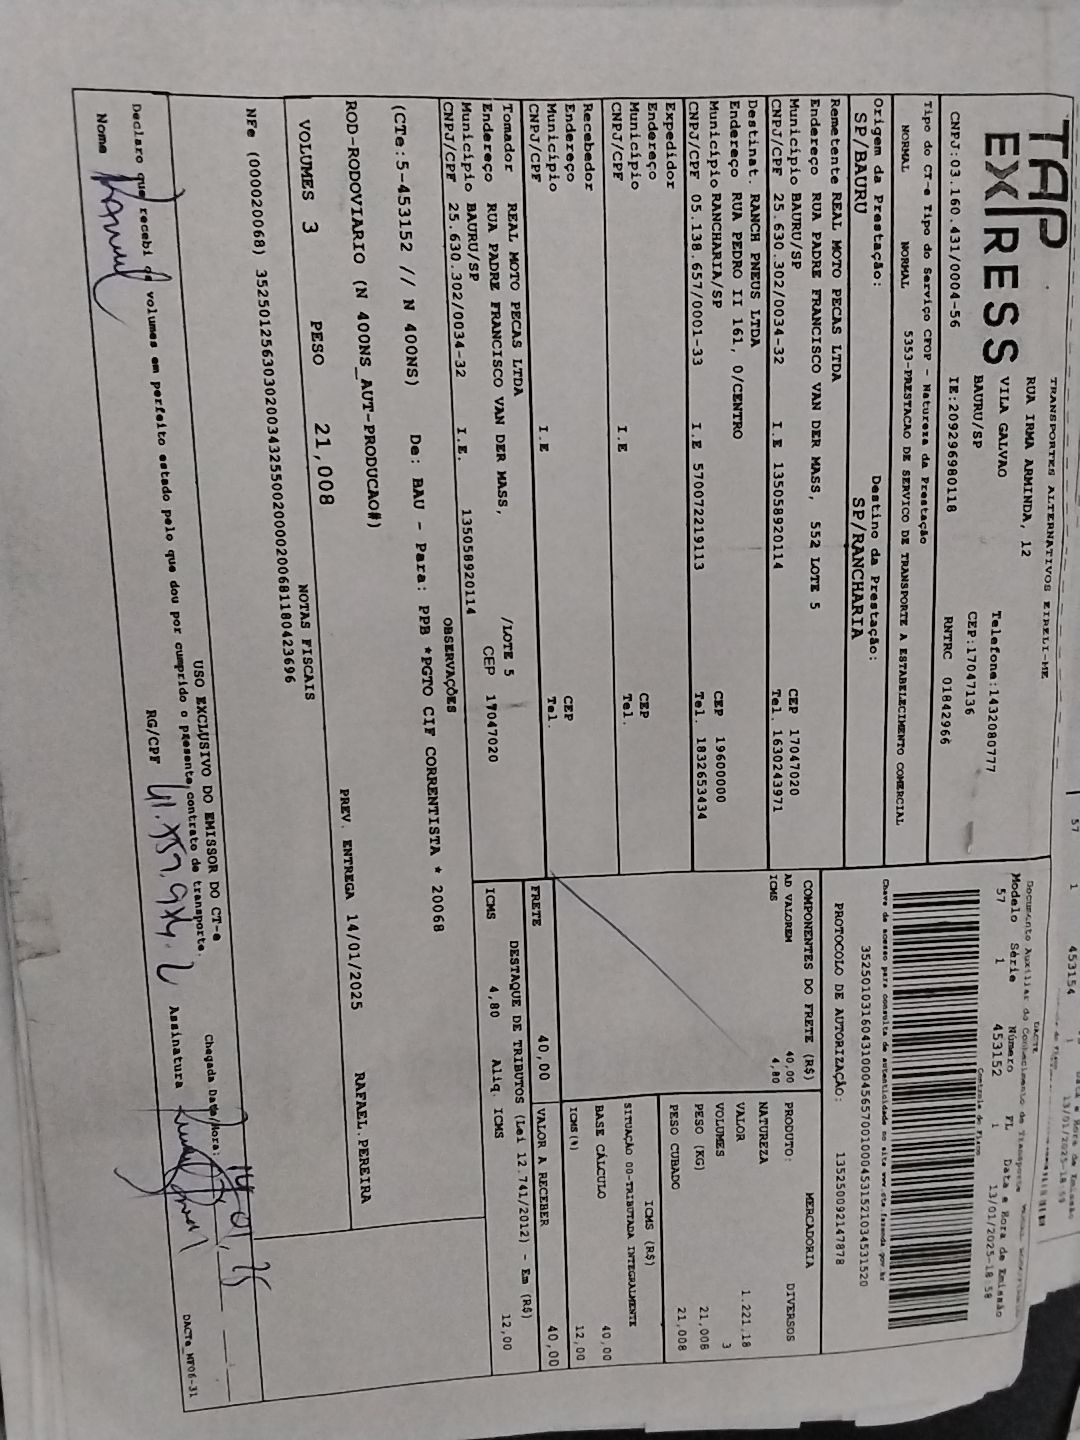 57 1 453154 1 13/01/2025-18:59
TAP EXPRESS
TRANSPORTES ALTERNATIVOS EIRELI-ME
RUA IRMA ARMINDA, 12
VILA GALVAO Telefone:1432080777
BAURU/SP CEP:17047136
CNPJ:03.160.431/0004-56 IE:209296980118 RNTRC 01842966
DACTE
Documento Auxiliar do Conhecimento de Transporte
Modelo Série Número FL Data e Hora de Emissão
57 1 453152 1 13/01/2025-18:58
Controle do Fisco
Chave de acesso para consulta de autenticidade no site www.cte.fazenda.gov.br
35250103160431000456570010004531521034531520
PROTOCOLO DE AUTORIZAÇÃO: 135250092147878
Tipo do CT-e Tipo do Serviço CFOP - Natureza da Prestação
NORMAL NORMAL 5353-PRESTACAO DE SERVICO DE TRANSPORTE A ESTABELECIMENTO COMERCIAL
Origem da Prestação: Destino da Prestação:
SP/BAURU SP/RANCHARIA
Remetente REAL MOTO PECAS LTDA
Endereço RUA PADRE FRANCISCO VAN DER MASS, 552 LOTE 5
Município BAURU/SP CEP 17047020
CNPJ/CPF 25.630.302/0034-32 I.E 135058920114 Tel. 1630243971
Destinat. RANCH PNEUS LTDA
Endereço RUA PEDRO II 161, 0/CENTRO
Município RANCHARIA/SP CEP 19600000
CNPJ/CPF 05.138.657/0001-33 I.E 570072219113 Tel. 1832653434
Expedidor
Endereço
Município CEP
CNPJ/CPF I.E Tel.
Recebedor
Endereço
Município CEP
CNPJ/CPF I.E Tel.
Tomador REAL MOTO PECAS LTDA
Endereço RUA PADRE FRANCISCO VAN DER MASS, /LOTE 5
Município BAURU/SP CEP 17047020
CNPJ/CPF 25.630.302/0034-32 I.E. 135058920114
COMPONENTES DO FRETE (R$)
AD VALOREM 40,00
ICMS 4,80
FRETE 40,00
PRODUTO: MERCADORIA DIVERSOS
NATUREZA
VALOR 1.221,18
VOLUMES 3
PESO (KG) 21,008
PESO CUBADO 21,008
ICMS (R$)
SITUAÇÃO 00-TRIBUTADA INTEGRALMENTE
BASE CÁLCULO 40,00
ICMS(%) 12,00
VALOR A RECEBER 40,00
DESTAQUE DE TRIBUTOS (Lei 12.741/2012) - Em (R$)
ICMS 4,80 Aliq. ICMS 12,00
OBSERVAÇÕES
(CTe:5-453152 // N 400NS) De: BAU - Para: PPB *PGTO CIF CORRENTISTA * 20068
ROD-RODOVIARIO (N 400NS_AUT-PRODUCAO#)
PREV. ENTREGA 14/01/2025 RAFAEL.PEREIRA
VOLUMES 3 PESO 21,008
NOTAS FISCAIS
NFe (000020068) 35250125630302003432550020000200681180423696
USO EXCLUSIVO DO EMISSOR DO CT-e
Declaro que recebi os volumes em perfeito estado pelo que dou por cumprido o presente contrato de transporte.
Chegada Data/Hora: 14.01.25
Nome RG/CPF Assinatura
DACTe_MF06-31